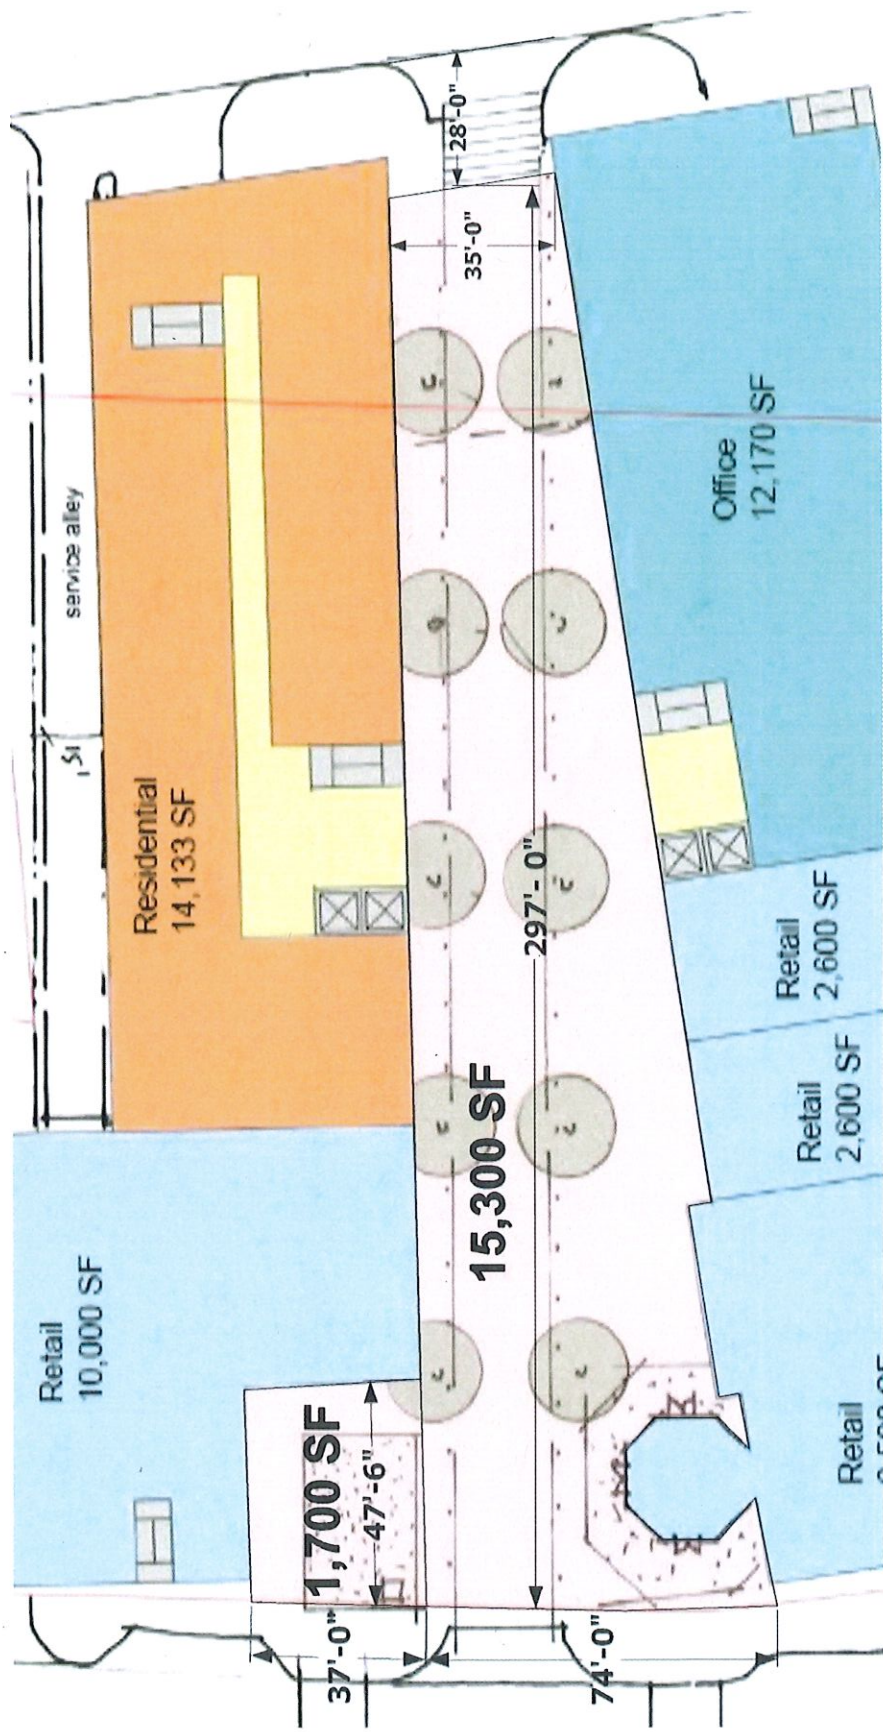 28'-0"
35'-0"
service alley
Office
12,170 SF
Residential
14,133 SF
297'- 0"
Retail
2,600 SF
Retail
2,600 SF
15,300 SF
Retail
10,000 SF
1,700 SF
47'-6"
Retail
37'-0"
74'-0"